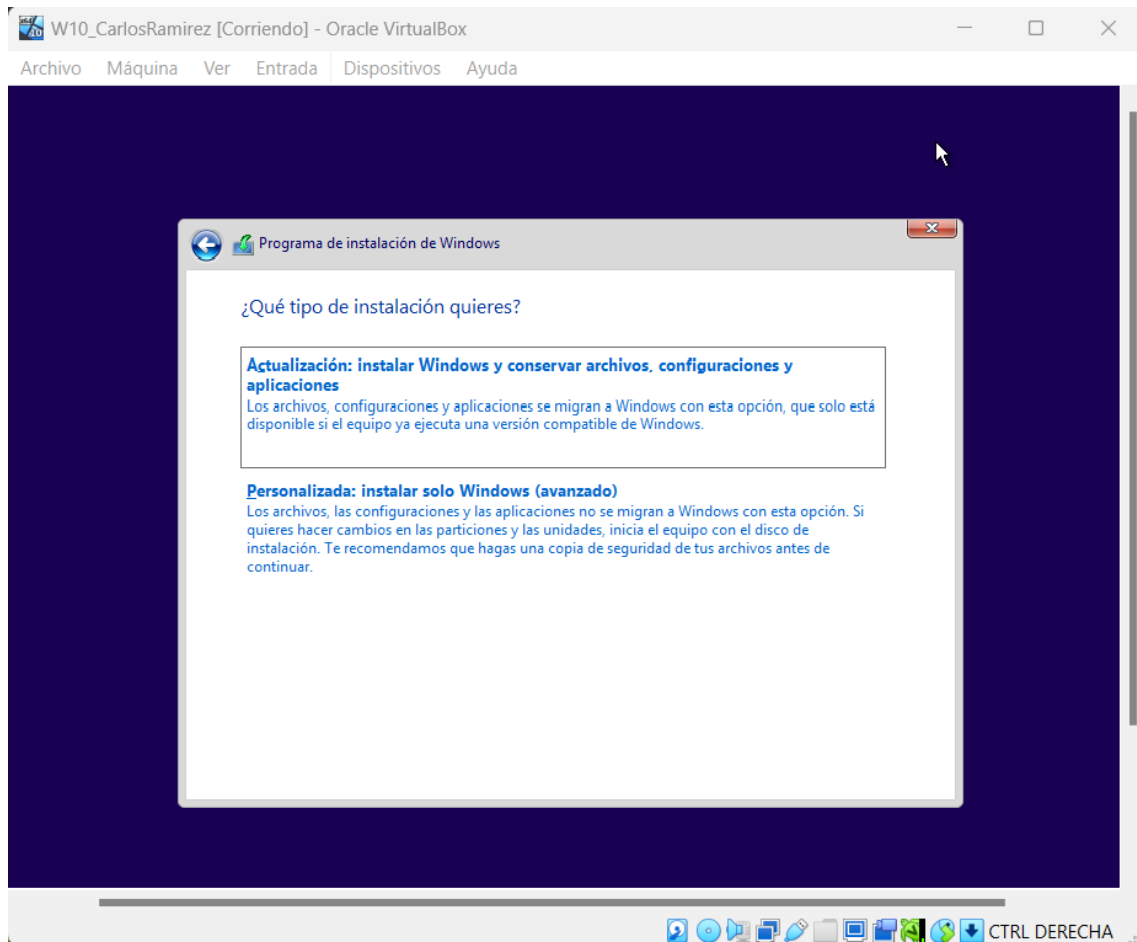 W10_CarlosRamirez [Corriendo] - Oracle VirtualBox
Archivo Máquina Ver Entrada Dispositivos Ayuda
Programa de instalación de Windows
¿Qué tipo de instalación quieres?
Actualización: instalar Windows y conservar archivos, configuraciones y
aplicaciones
Los archivos, configuraciones y aplicaciones se migran a Windows con esta opción, que solo está
disponible si el equipo ya ejecuta una versión compatible de Windows.
Personalizada: instalar solo Windows (avanzado)
Los archivos, las configuraciones y las aplicaciones no se migran a Windows con esta opción. Si
quieres hacer cambios en las particiones y las unidades, inicia el equipo con el disco de
instalación. Te recomendamos que hagas una copia de seguridad de tus archivos antes de
continuar.
CTRL DERECHA